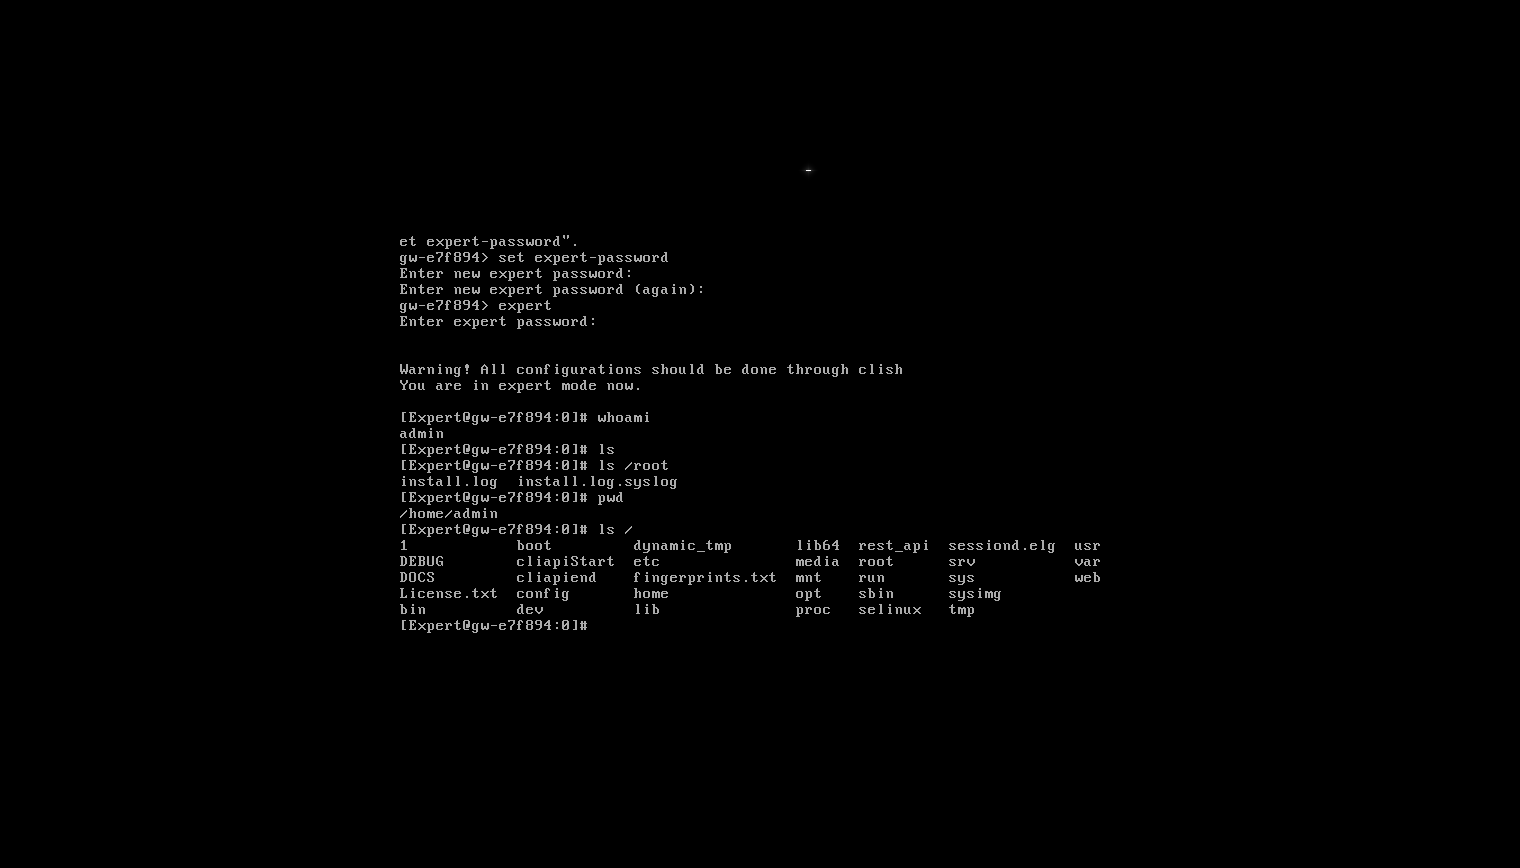 et expert-password".
gw-e7f894> set expert-password
Enter new expert password:
Enter new expert password (again):
gw-e7f894> expert
Enter expert password:
Warning! All configurations should be done through clish
You are in expert mode now.
[Expert@gw-e7f894:0]# whoami
admin
[Expert@gw-e7f894:0]# ls
[Expert@gw-e7f894:0]# ls /root
install.log  install.log.syslog
[Expert@gw-e7f894:0]# pwd
/home/admin
[Expert@gw-e7f894:0]# ls /
1            boot         dynamic_tmp       lib64  rest_api  sessiond.elg  usr
DEBUG        cliapiStart  etc               media  root      srv           var
DOCS         cliapiend    fingerprints.txt  mnt    run       sys           web
License.txt  config       home              opt    sbin      sysimg
bin          dev          lib               proc   selinux   tmp
[Expert@gw-e7f894:0]#